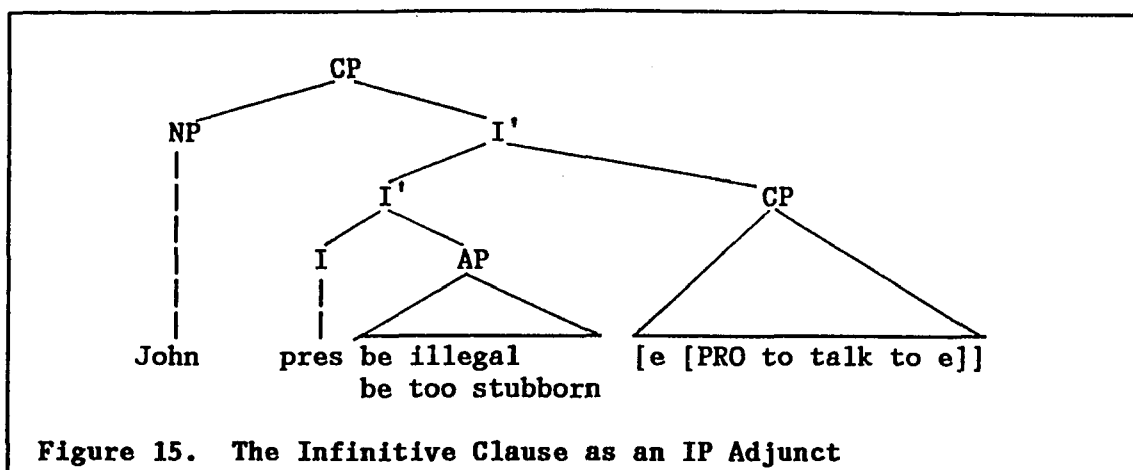 CP
NP I'
I' CP
I AP
John pres be illegal [e [PRO to talk to e]]
be too stubborn
Figure 15. The Infinitive Clause as an IP Adjunct